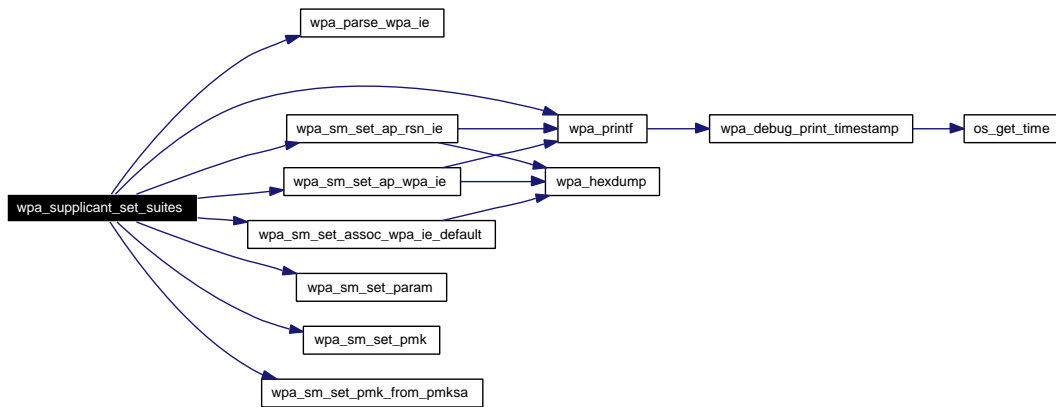 wpa_parse_wpa_ie
wpa_sm_set_ap_rsn_ie
wpa_printf
wpa_debug_print_timestamp
os_get_time
wpa_sm_set_ap_wpa_ie
wpa_hexdump
wpa_supplicant_set_suites
wpa_sm_set_assoc_wpa_ie_default
wpa_sm_set_param
wpa_sm_set_pmk
wpa_sm_set_pmk_from_pmksa